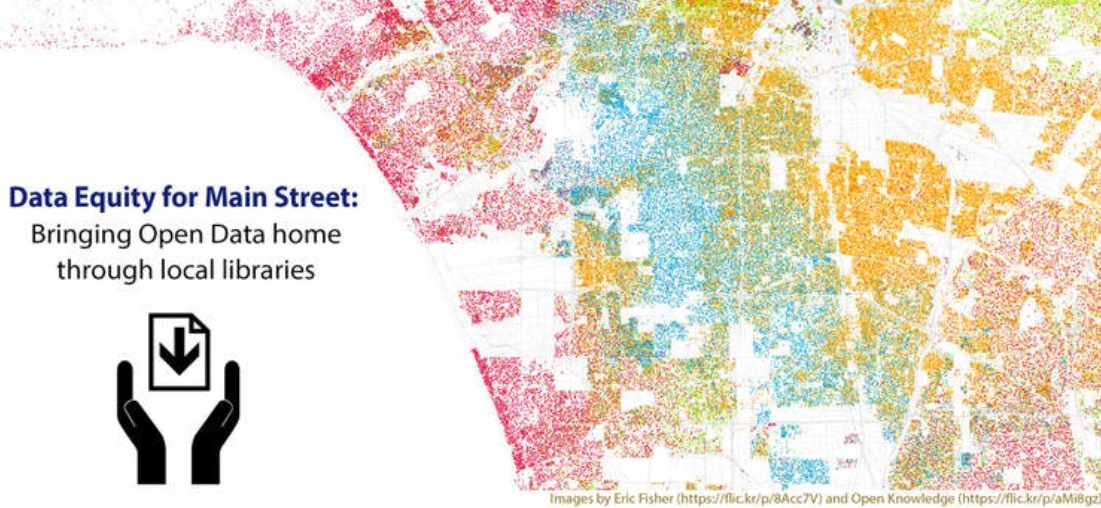 Data Equity for Main Street:
Bringing Open Data home
through local libraries
Images by Eric Fisher (https://flic.kr/p/8Acc7V) and Open Knowledge (https://flic.kr/p/aMi8gz)